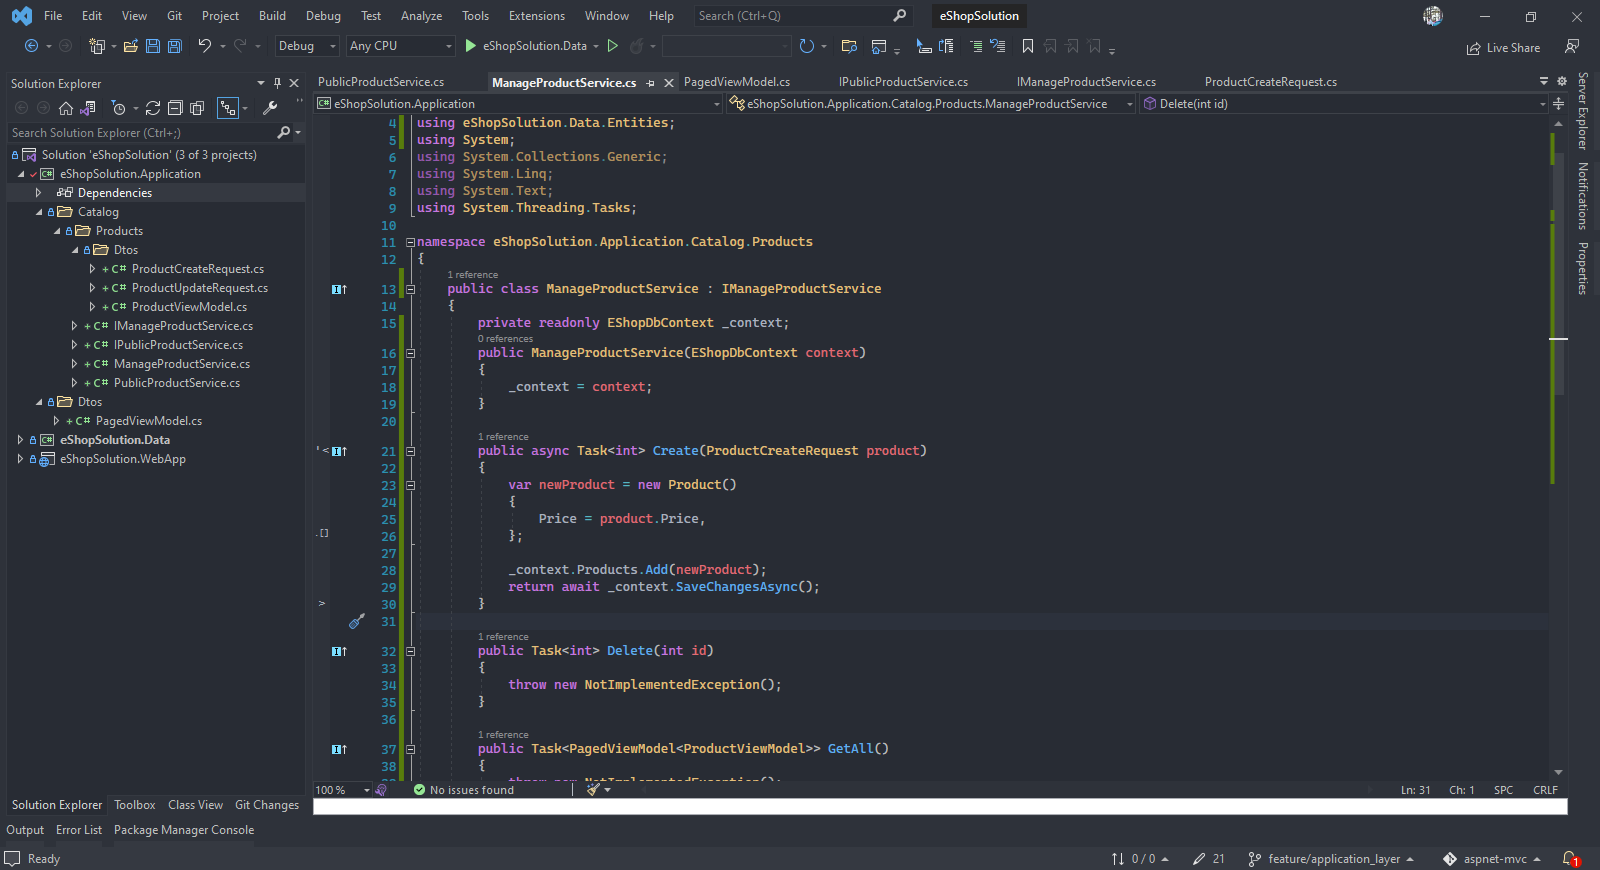 File Edit View Git Project Build Debug Test Analyze Tools Extensions Window Help Search (Ctrl+Q) eShopSolution
Debug Any CPU eShopSolution.Data Live Share
Solution Explorer
Search Solution Explorer (Ctrl+;)
Solution 'eShopSolution' (3 of 3 projects)
eShopSolution.Application
Dependencies
Catalog
Products
Dtos
+ C# ProductCreateRequest.cs
+ C# ProductUpdateRequest.cs
+ C# ProductViewModel.cs
+ C# IManageProductService.cs
+ C# IPublicProductService.cs
+ C# ManageProductService.cs
+ C# PublicProductService.cs
Dtos
+ C# PagedViewModel.cs
eShopSolution.Data
eShopSolution.WebApp
Solution Explorer Toolbox Class View Git Changes
PublicProductService.cs ManageProductService.cs PagedViewModel.cs IPublicProductService.cs IManageProductService.cs ProductCreateRequest.cs
eShopSolution.Application eShopSolution.Application.Catalog.Products.ManageProductService Delete(int id)
4 using eShopSolution.Data.Entities;
5 using System;
6 using System.Collections.Generic;
7 using System.Linq;
8 using System.Text;
9 using System.Threading.Tasks;
10
11 namespace eShopSolution.Application.Catalog.Products
12 {
1 reference
13 public class ManageProductService : IManageProductService
14 {
15 private readonly EShopDbContext _context;
0 references
16 public ManageProductService(EShopDbContext context)
17 {
18 _context = context;
19 }
20
1 reference
21 public async Task<int> Create(ProductCreateRequest product)
22 {
23 var newProduct = new Product()
24 {
25 Price = product.Price,
26 };
27
28 _context.Products.Add(newProduct);
29 return await _context.SaveChangesAsync();
30 }
31
1 reference
32 public Task<int> Delete(int id)
33 {
34 throw new NotImplementedException();
35 }
36
1 reference
37 public Task<PagedViewModel<ProductViewModel>> GetAll()
38 {
throw new NotImplementedException();
100 % No issues found Ln: 31 Ch: 1 SPC CRLF
Server Explorer
Notifications
Properties
Output Error List Package Manager Console
Ready 0 / 0 21 feature/application_layer aspnet-mvc 1